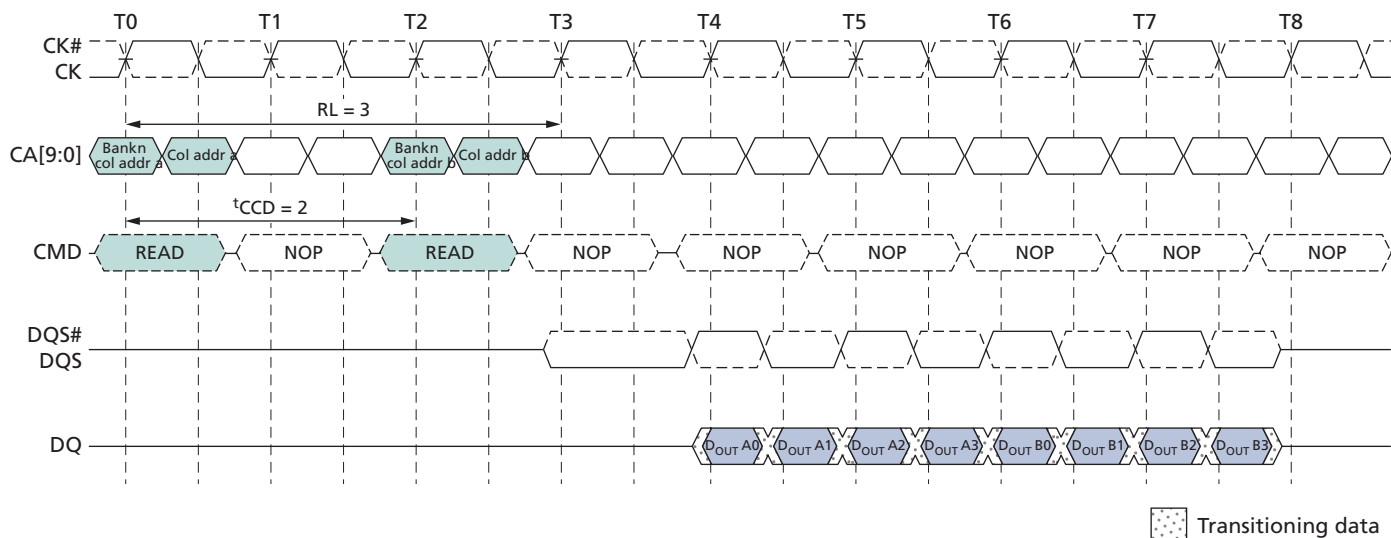 T0 T1 T2 T3 T4 T5 T6 T7 T8
CK#
CK
RL = 3
CA[9:0]
Bankn
col addr a
Col addr a
Bankn
col addr b
Col addr b
tCCD = 2
CMD READ NOP READ NOP NOP NOP NOP NOP NOP
DQS#
DQS
DQ DOUT A0 DOUT A1 DOUT A2 DOUT A3 DOUT B0 DOUT B1 DOUT B2 DOUT B3
Transitioning data